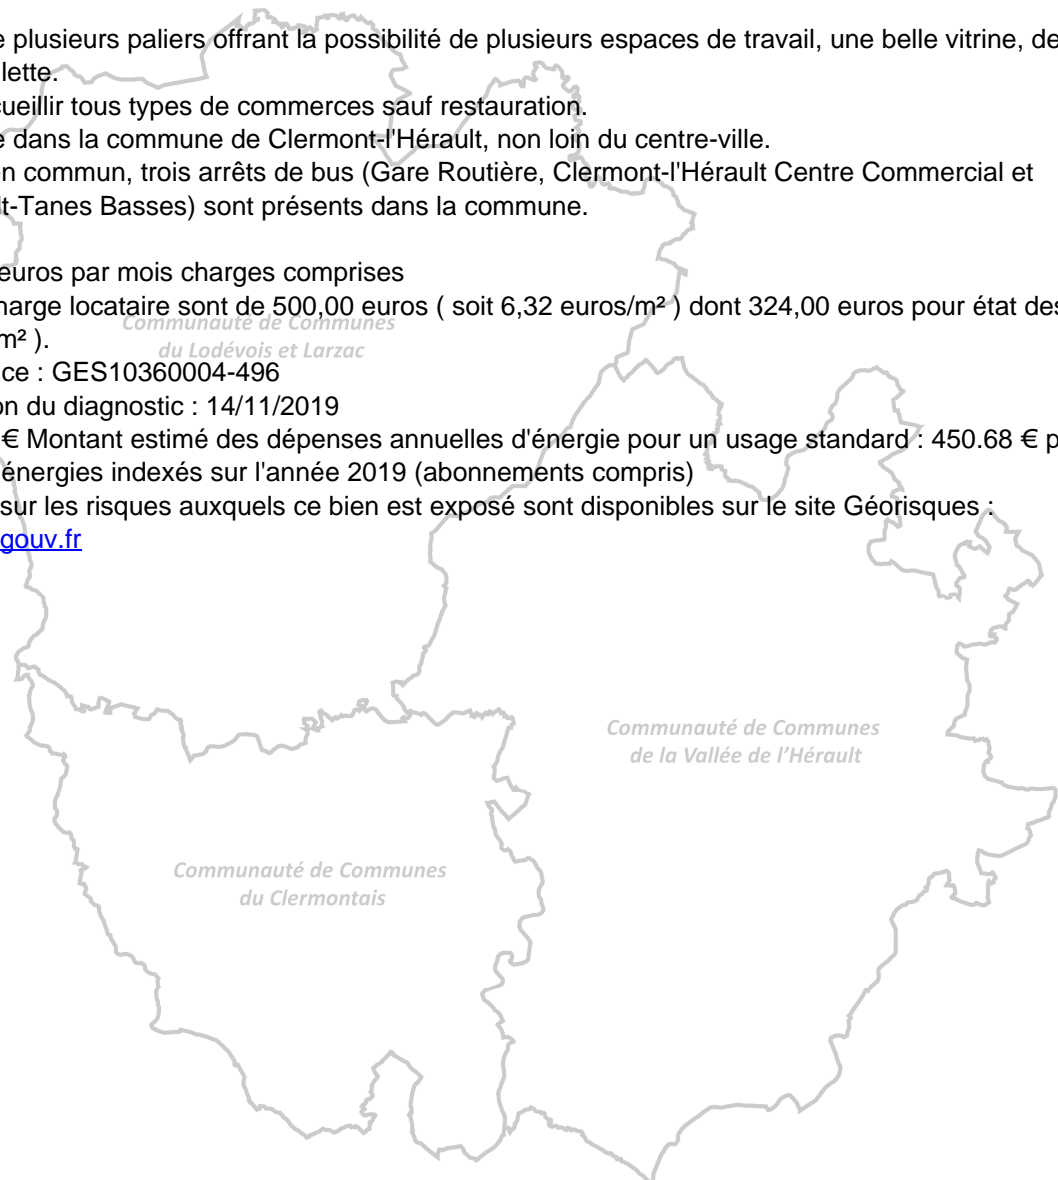 plusieurs paliers offrant la possibilité de plusieurs espaces de travail, une belle vitrine, de
lette.
cueillir tous types de commerces sauf restauration.
e dans la commune de Clermont-l'Hérault, non loin du centre-ville.
en commun, trois arrêts de bus (Gare Routière, Clermont-l'Hérault Centre Commercial et
lt-Tanes Basses) sont présents dans la commune.
euros par mois charges comprises
harge locataire sont de 500,00 euros ( soit 6,32 euros/m² ) dont 324,00 euros pour état des
m² ).
Communauté de Communes
du Lodévois et Larzac
ce : GES10360004-496
on du diagnostic : 14/11/2019
€ Montant estimé des dépenses annuelles d'énergie pour un usage standard : 450.68 € p
énergies indexés sur l'année 2019 (abonnements compris)
sur les risques auxquels ce bien est exposé sont disponibles sur le site Géorisques :
gouv.fr
Communauté de Communes
de la Vallée de l'Hérault
Communauté de Communes
du Clermontais